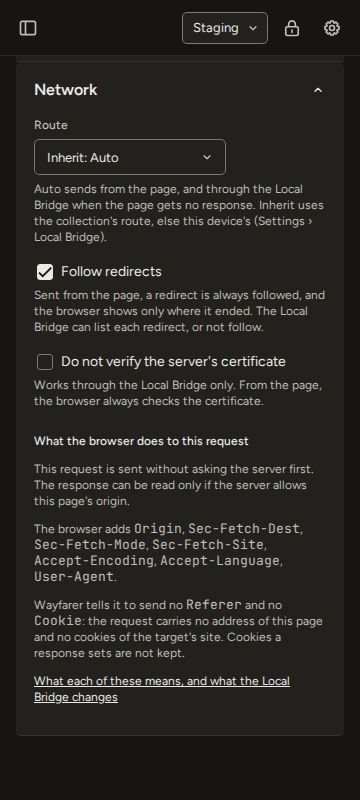 Staging
Network
Route
Inherit: Auto
Auto sends from the page, and through the Local
Bridge when the page gets no response. Inherit uses
the collection's route, else this device's (Settings ›
Local Bridge).
Follow redirects
Sent from the page, a redirect is always followed, and
the browser shows only where it ended. The Local
Bridge can list each redirect, or not follow.
Do not verify the server's certificate
Works through the Local Bridge only. From the page,
the browser always checks the certificate.
What the browser does to this request
This request is sent without asking the server first.
The response can be read only if the server allows
this page's origin.
The browser adds Origin, Sec-Fetch-Dest,
Sec-Fetch-Mode, Sec-Fetch-Site,
Accept-Encoding, Accept-Language,
User-Agent.
Wayfarer tells it to send no Referer and no
Cookie: the request carries no address of this page
and no cookies of the target's site. Cookies a
response sets are not kept.
What each of these means, and what the Local
Bridge changes